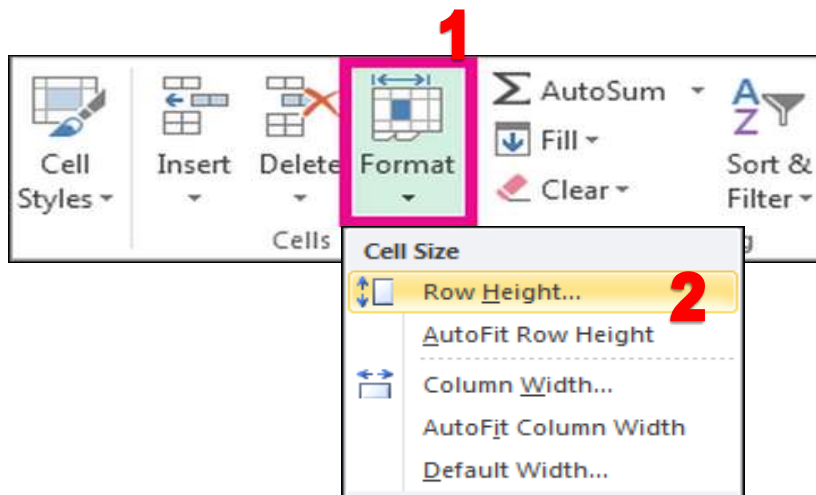 1
Cell
Styles
Insert
Delete
Format
Cells
AutoSum
Fill
Clear
A
Z
Sort &
Filter
g
Cell Size
Row Height...
2
AutoFit Row Height
Column Width...
AutoFit Column Width
Default Width...